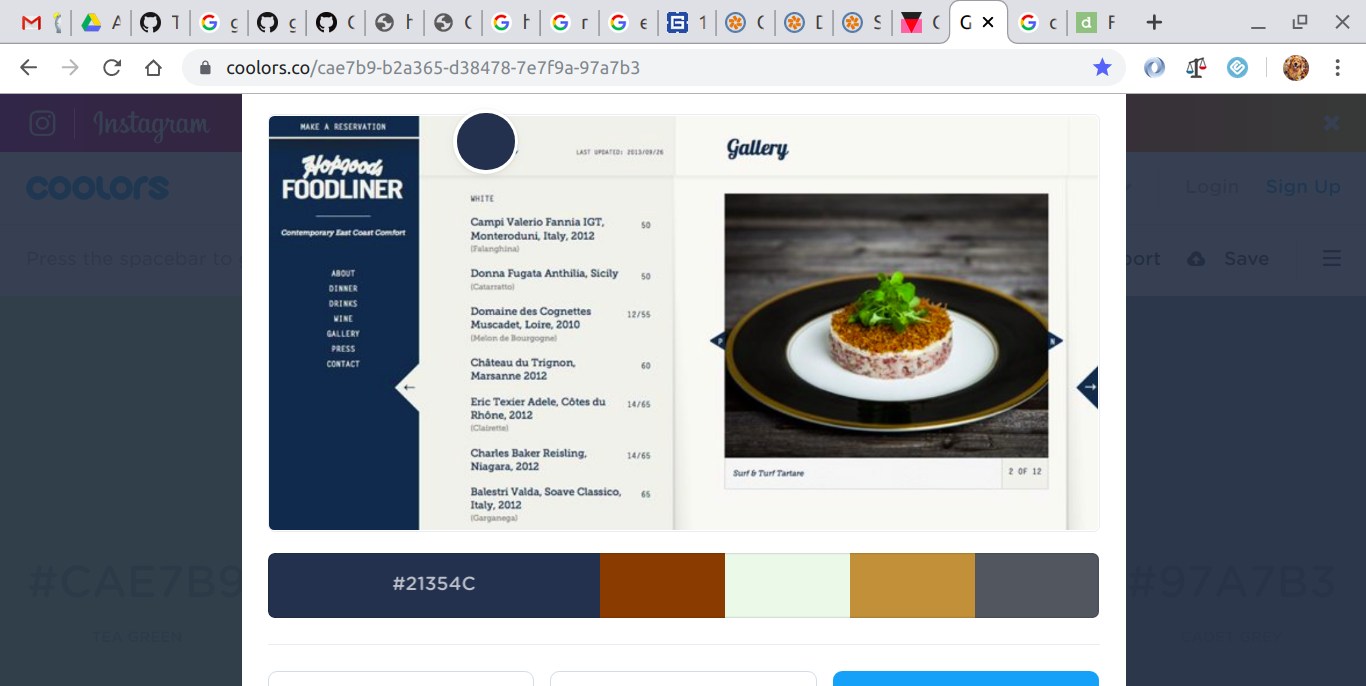 coolors.co/cae7b9-b2a365-d38478-7e7f9a-97a7b3
Instagram
coolors
Login
Sign Up
Press the spacebar to
port
Save
MAKE A RESERVATION
Hopgoods
FOODLINER
Contemporary East Coast Comfort
ABOUT
DINNER
DRINKS
WINE
GALLERY
PRESS
CONTACT
←
LAST UPDATED: 2013/09/26
WHITE
Campi Valerio Fannia IGT, 50
Monteroduni, Italy, 2012
(Falanghina)
Donna Fugata Anthilia, Sicily 50
(Catarratto)
Domaine des Cognettes 12/55
Muscadet, Loire, 2010
(Melon de Bourgogne)
Château du Trignon, 60
Marsanne 2012
Eric Texier Adele, Côtes du 14/65
Rhône, 2012
(Clairette)
Charles Baker Reisling, 14/65
Niagara, 2012
Balestri Valda, Soave Classico, 65
Italy, 2012
(Garganega)
Gallery
P
N
→
Surf & Turf Tartare
2 OF 12
#21354C
#CAE7B9
TEA GREEN
#97A7B3
CADET GREY